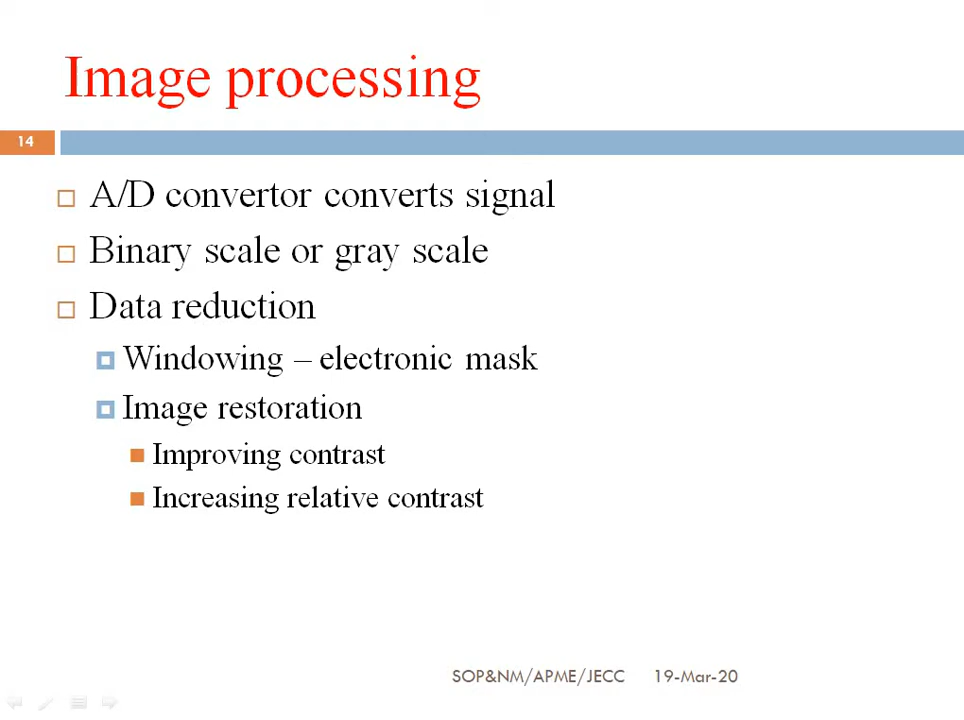 Image processing
14
A/D convertor converts signal
Binary scale or gray scale
Data reduction
Windowing – electronic mask
Image restoration
Improving contrast
Increasing relative contrast
SOP&NM/APME/JECC 19-Mar-20